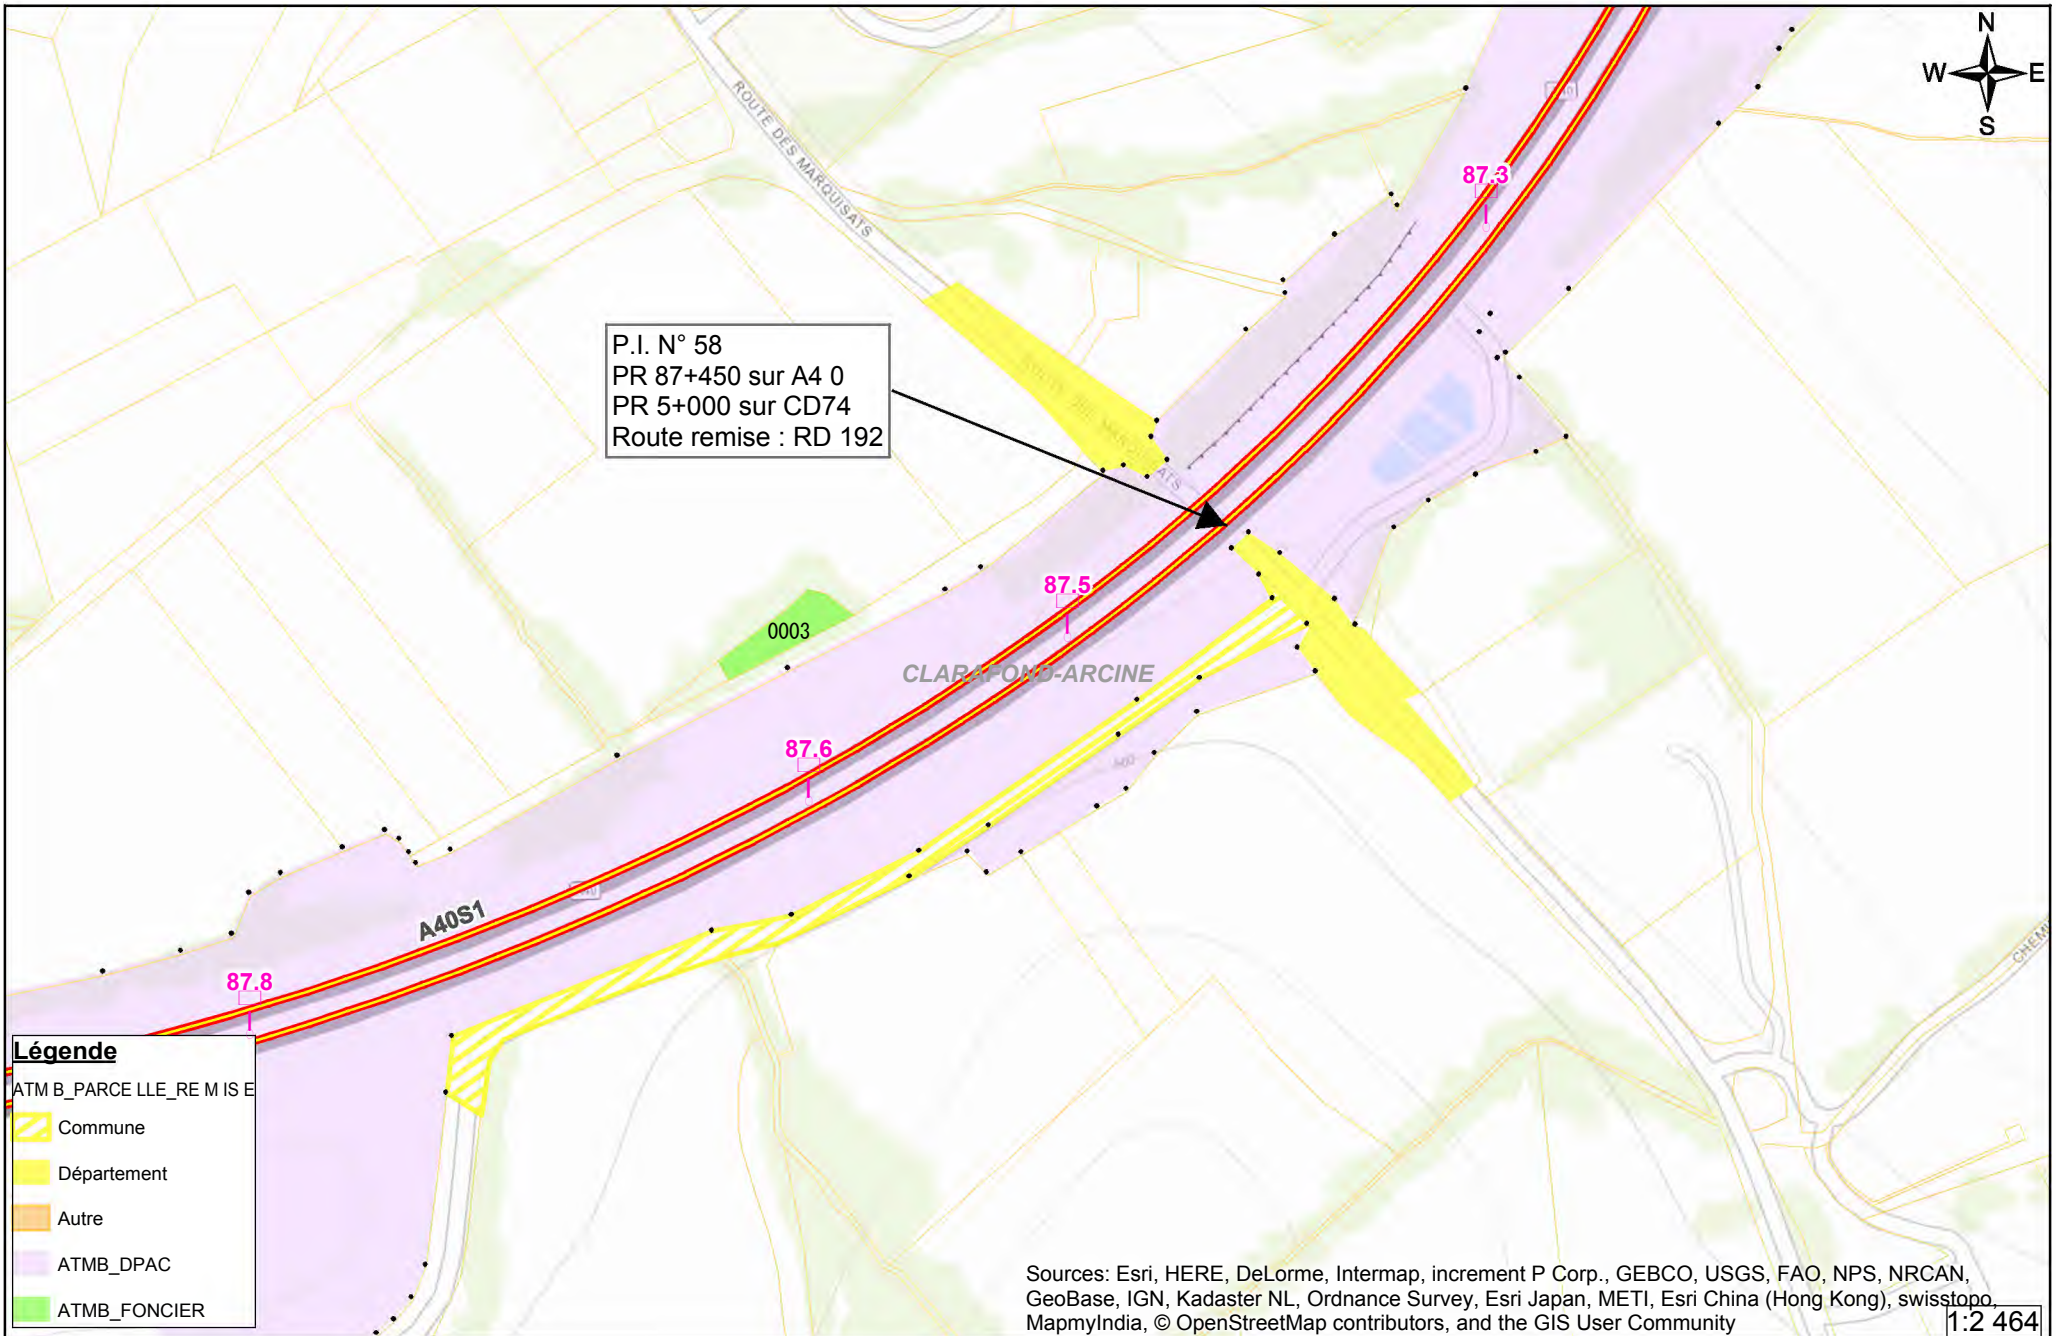 N
W E
S
ROUTE DES MARQUISATS
87.3
P.I. N° 58
PR 87+450 sur A4 0
PR 5+000 sur CD74
Route remise : RD 192
87.5
0003
CLARAFOND-ARCINE
87.6
A40S1
87.8
CHEMI
Légende
ATM B_PARCE LLE_RE M IS E
Commune
Département
Autre
ATMB_DPAC
ATMB_FONCIER
Sources: Esri, HERE, DeLorme, Intermap, increment P Corp., GEBCO, USGS, FAO, NPS, NRCAN,
GeoBase, IGN, Kadaster NL, Ordnance Survey, Esri Japan, METI, Esri China (Hong Kong), swisstopo,
MapmyIndia, © OpenStreetMap contributors, and the GIS User Community
1:2 464